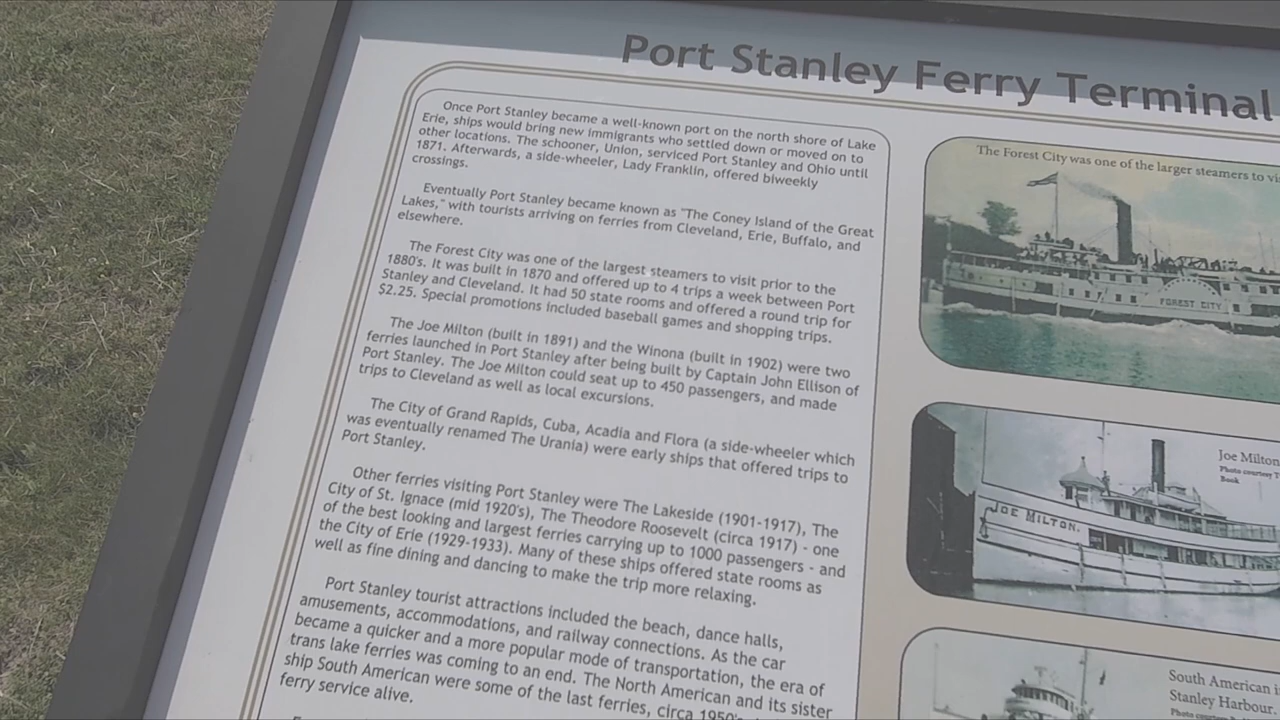 Port Stanley Ferry Terminal
Once Port Stanley became a well-known port on the north shore of Lake
Erie, ships would bring new immigrants who settled down or moved on to
other locations. The schooner, Union, serviced Port Stanley and Ohio until
1871. Afterwards, a side-wheeler, Lady Franklin, offered biweekly
crossings.
Eventually Port Stanley became known as "The Coney Island of the Great
Lakes," with tourists arriving on ferries from Cleveland, Erie, Buffalo, and
elsewhere.
The Forest City was one of the largest steamers to visit prior to the
1880's. It was built in 1870 and offered up to 4 trips a week between Port
Stanley and Cleveland. It had 50 state rooms and offered a round trip for
$2.25. Special promotions included baseball games and shopping trips.
The Joe Milton (built in 1891) and the Winona (built in 1902) were two
ferries launched in Port Stanley after being built by Captain John Ellison of
Port Stanley. The Joe Milton could seat up to 450 passengers, and made
trips to Cleveland as well as local excursions.
The City of Grand Rapids, Cuba, Acadia and Flora (a side-wheeler which
was eventually renamed The Urania) were early ships that offered trips to
Port Stanley.
Other ferries visiting Port Stanley were The Lakeside (1901-1917), The
City of St. Ignace (mid 1920's), The Theodore Roosevelt (circa 1917) - one
of the best looking and largest ferries carrying up to 1000 passengers - and
the City of Erie (1929-1933). Many of these ships offered state rooms as
well as fine dining and dancing to make the trip more relaxing.
Port Stanley tourist attractions included the beach, dance halls,
amusements, accommodations, and railway connections. As the car
became a quicker and a more popular mode of transportation, the era of
trans lake ferries was coming to an end. The North American and its sister
ship South American were some of the last ferries, circa 1950's
ferry service alive.
The Forest City was one of the larger steamers to
FOREST CITY
Joe Milton
Photo courtesy
Book
JOE MILTON.
South American
Stanley Harbour.
Photo